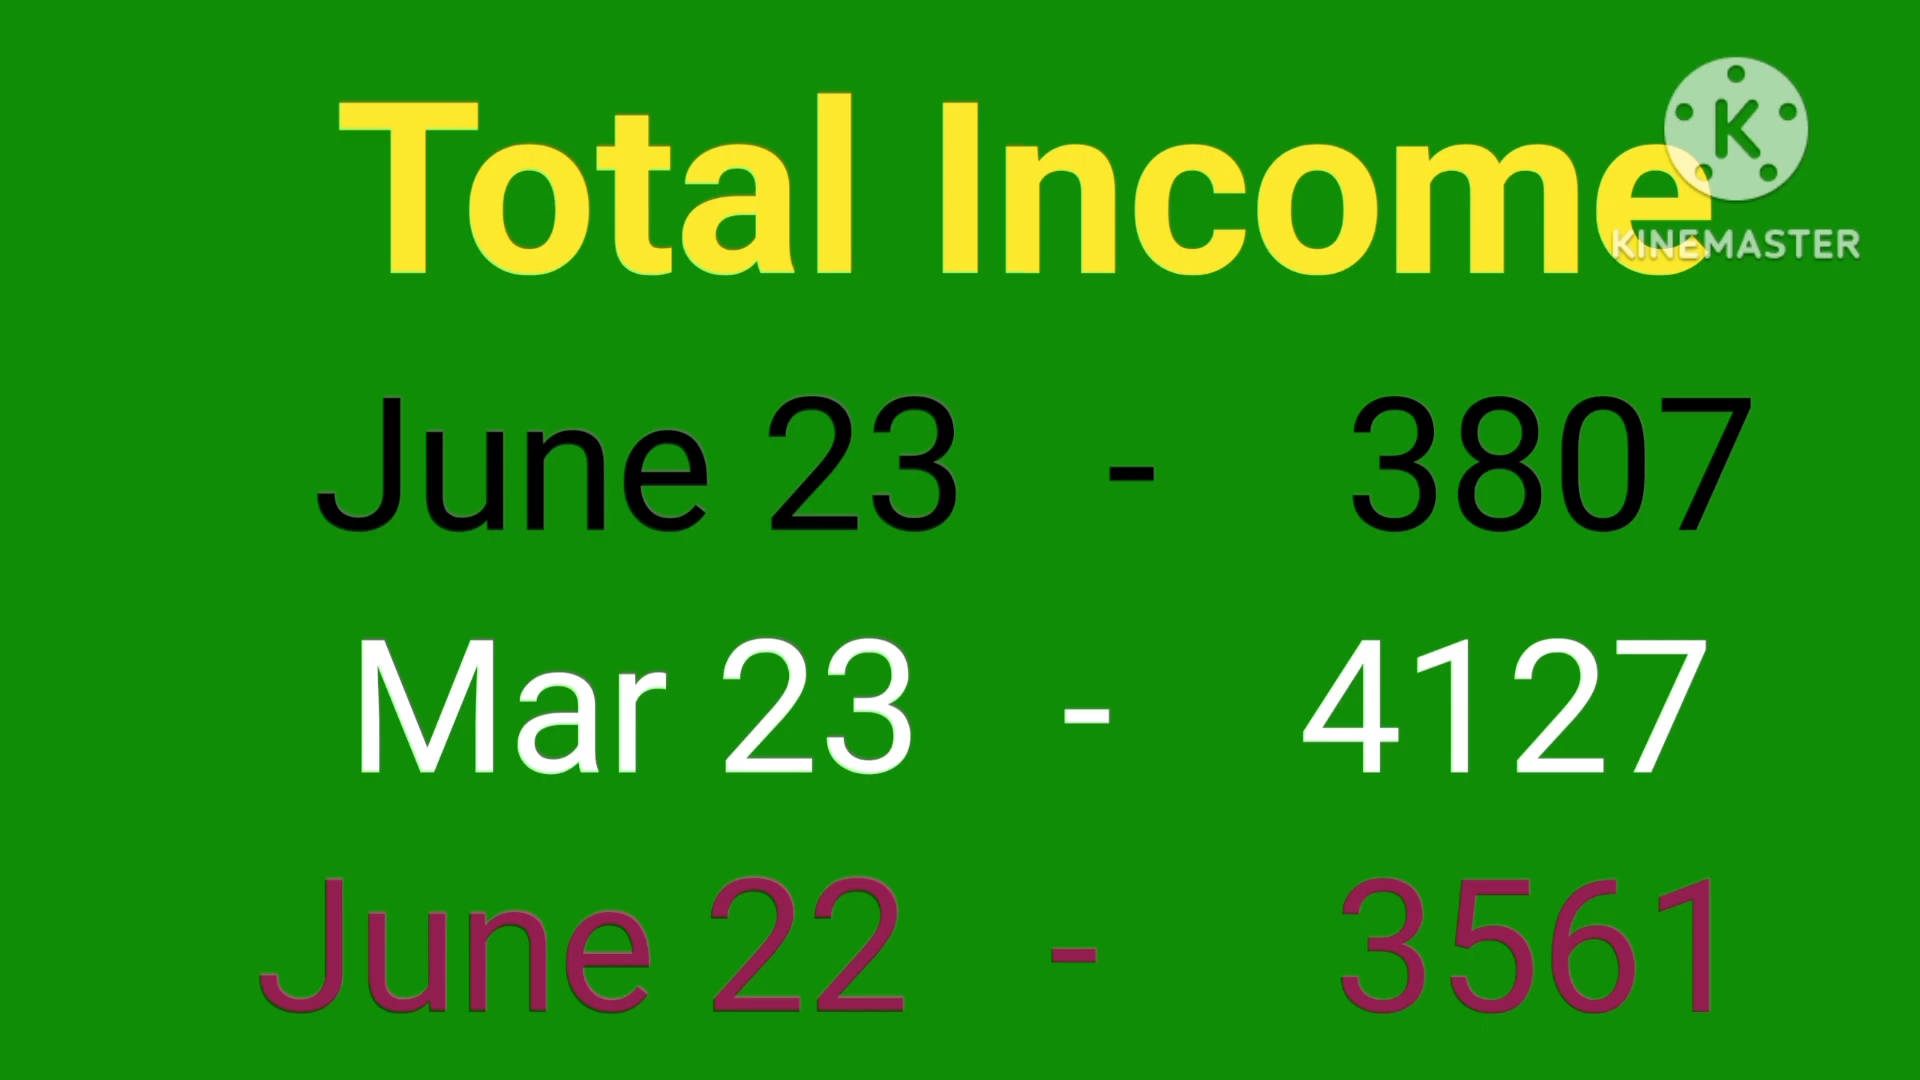 Total Income
K
KINEMASTER
June 23 - 3807
Mar 23 - 4127
June 22 - 3561